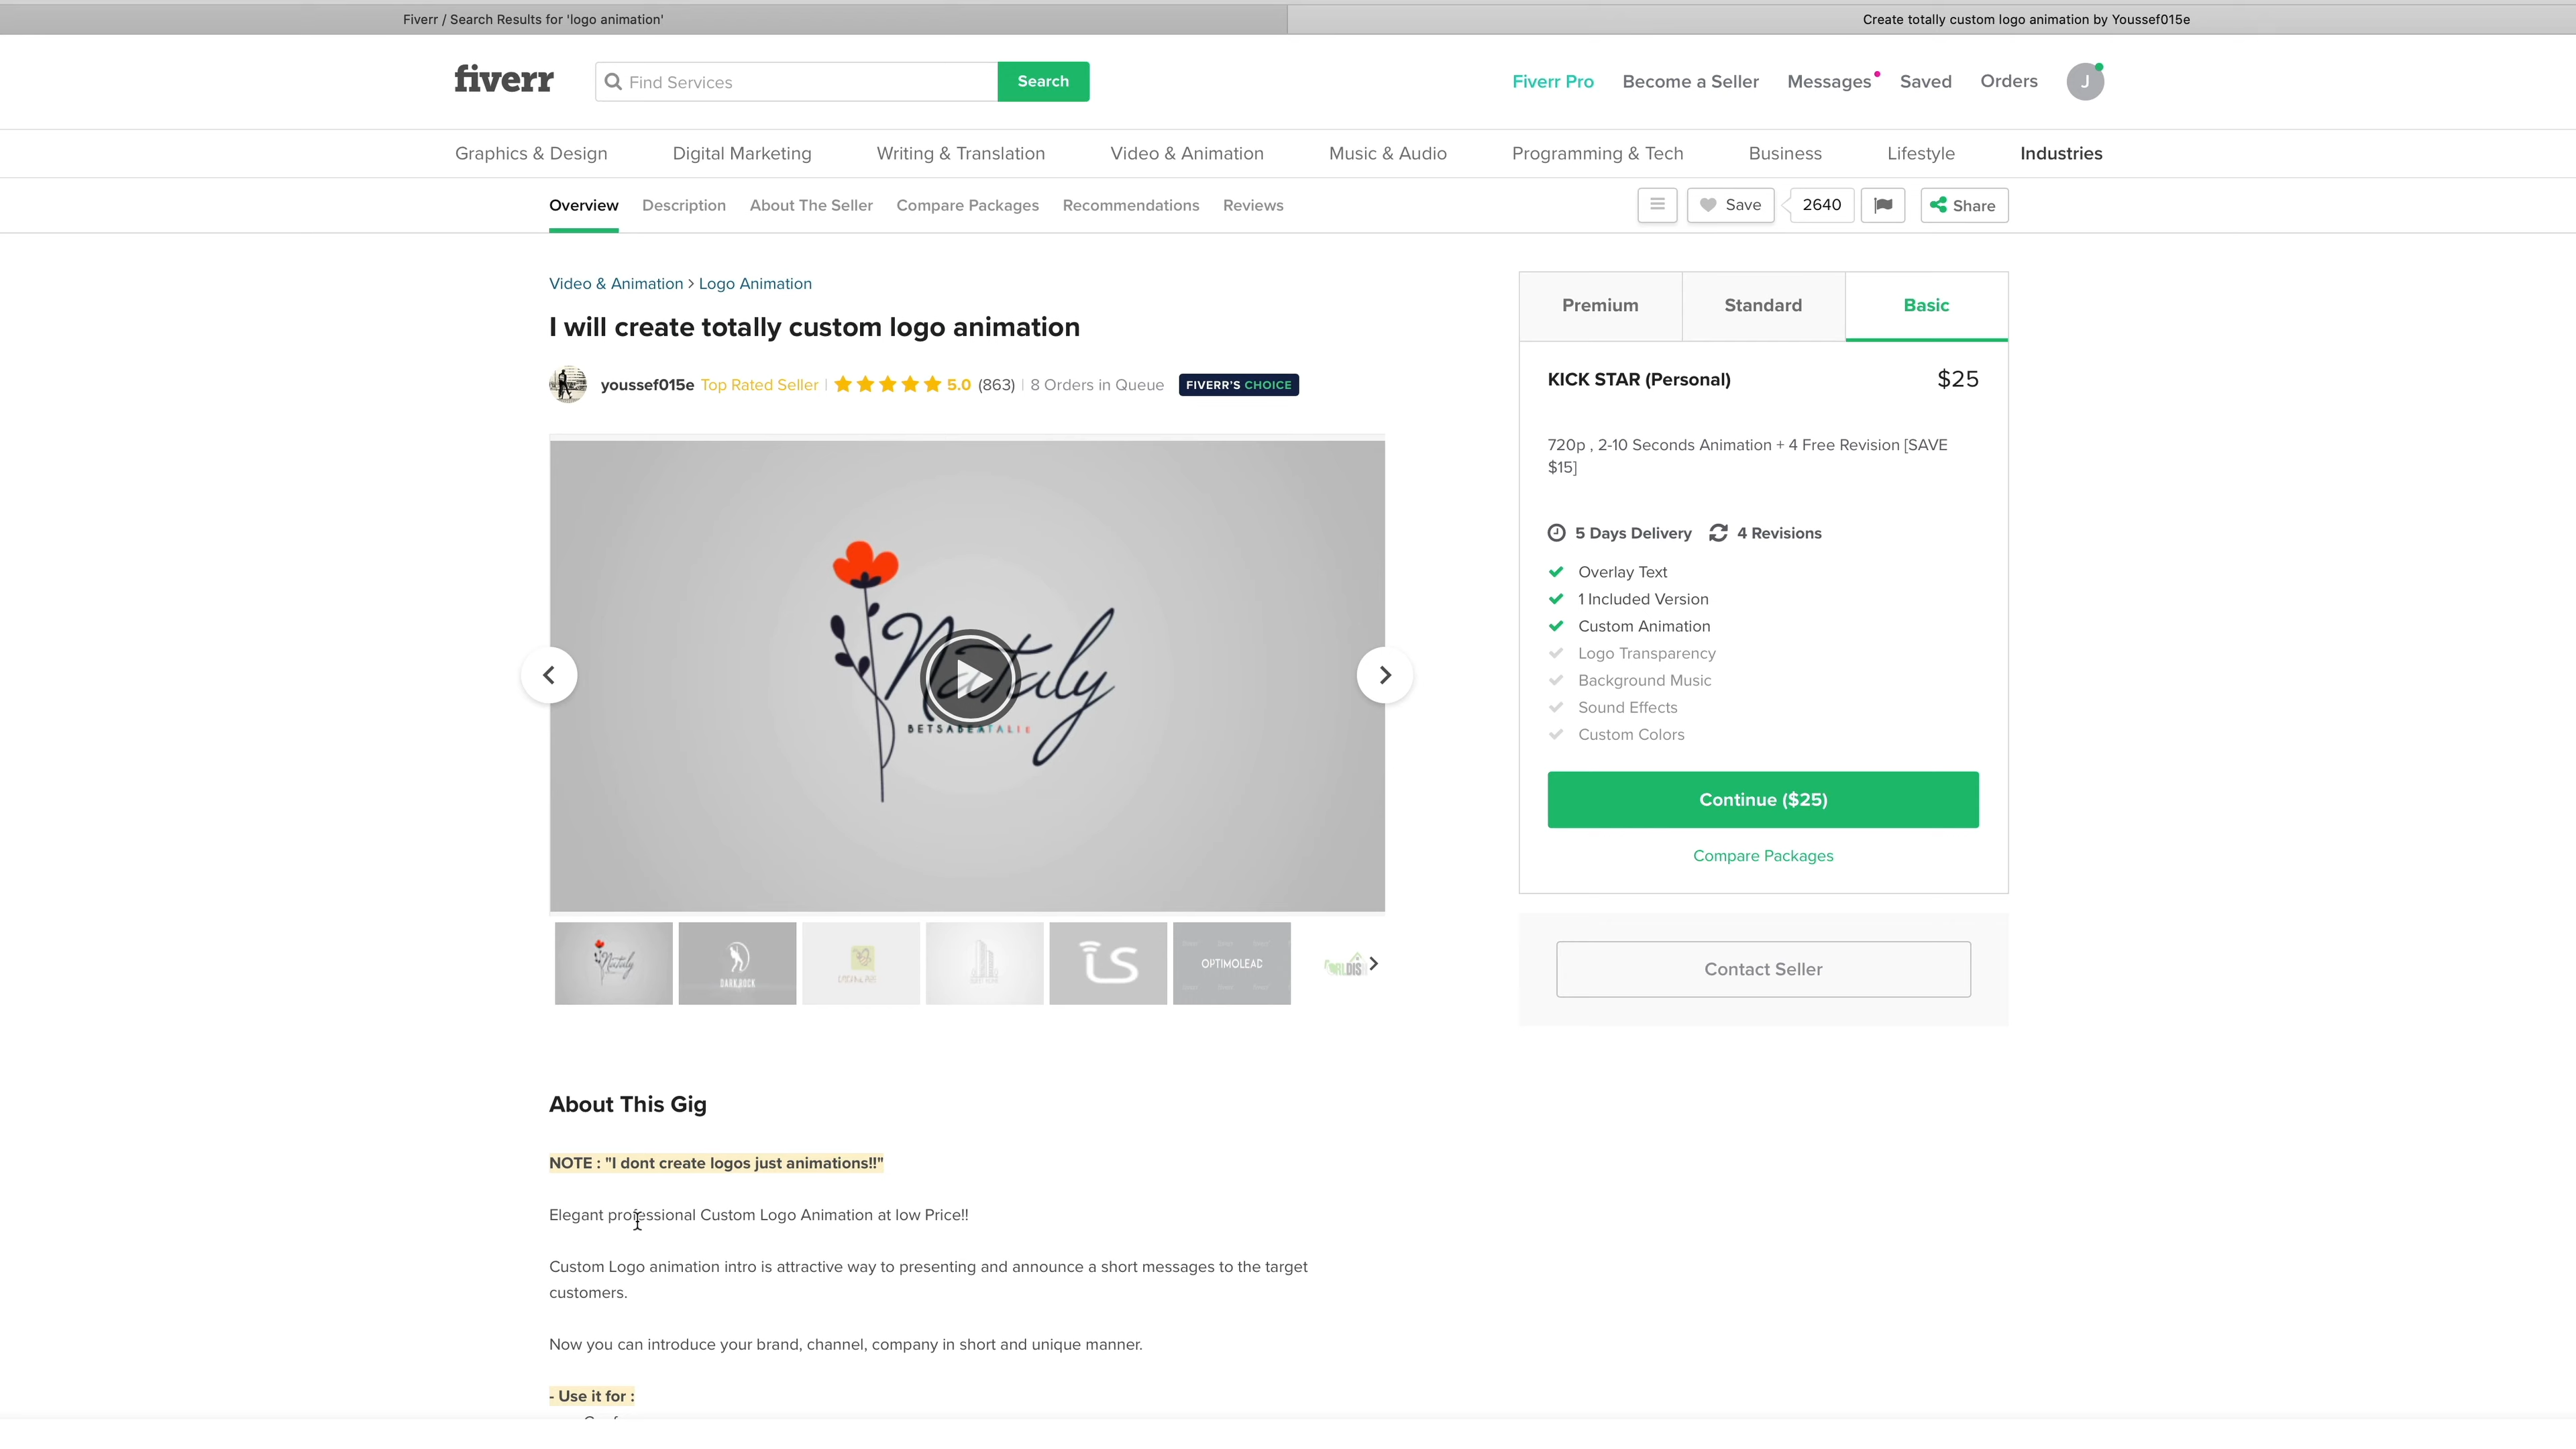 Fiverr / Search Results for 'logo animation'
Create totally custom logo animation by Youssef015e
fiverr
Find Services
Search
Fiverr Pro
Become a Seller
Messages
Saved
Orders
J
Graphics & Design
Digital Marketing
Writing & Translation
Video & Animation
Music & Audio
Programming & Tech
Business
Lifestyle
Industries
Overview
Description
About The Seller
Compare Packages
Recommendations
Reviews
Save
2640
Share
Video & Animation > Logo Animation
I will create totally custom logo animation
youssef015e Top Rated Seller | 5.0 (863) | 8 Orders in Queue FIVERR'S CHOICE
Nataly
DARK ROCK
OPTIMOLEAD
Premium
Standard
Basic
KICK STAR (Personal) $25
720p , 2-10 Seconds Animation + 4 Free Revision [SAVE
$15]
5 Days Delivery 4 Revisions
Overlay Text
1 Included Version
Custom Animation
Logo Transparency
Background Music
Sound Effects
Custom Colors
Continue ($25)
Compare Packages
Contact Seller
About This Gig
NOTE : "I dont create logos just animations!!"
Elegant professional Custom Logo Animation at low Price!!
Custom Logo animation intro is attractive way to presenting and announce a short messages to the target
customers.
Now you can introduce your brand, channel, company in short and unique manner.
- Use it for :